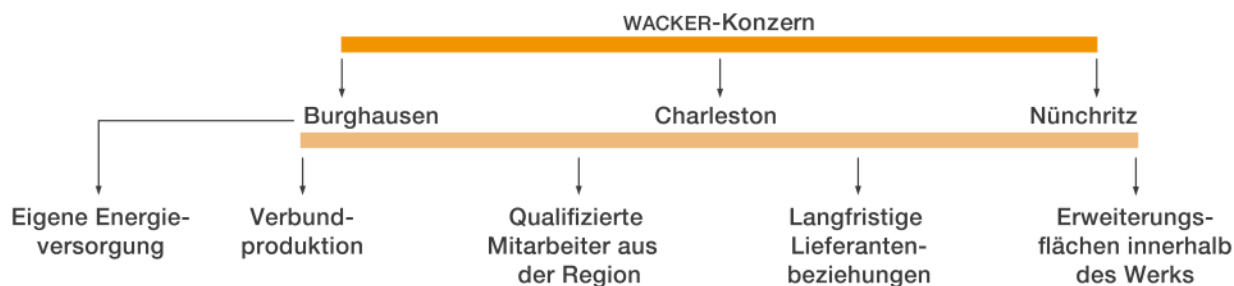 WACKER-Konzern
Burghausen
Charleston
Nünchritz
Eigene Energie-
versorgung
Verbund-
produktion
Qualifizierte
Mitarbeiter aus
der Region
Langfristige
Lieferanten-
beziehungen
Erweiterungs-
flächen innerhalb
des Werks